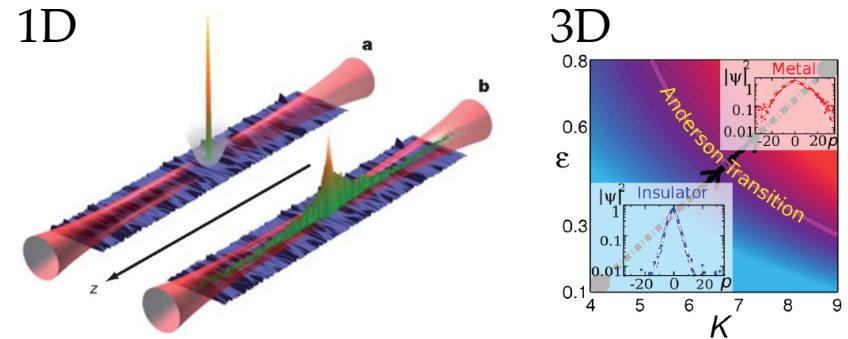 1D
a
b
z
3D
ε
0.8
0.6
0.3
0.1
4
5
6
7
8
9
K
Anderson Transition
Metal
|ψ|²
1
0.1
0.01
-30
0
20
p
Insulator
|ψ|²
1
0.1
0.01
-20
0
20
p